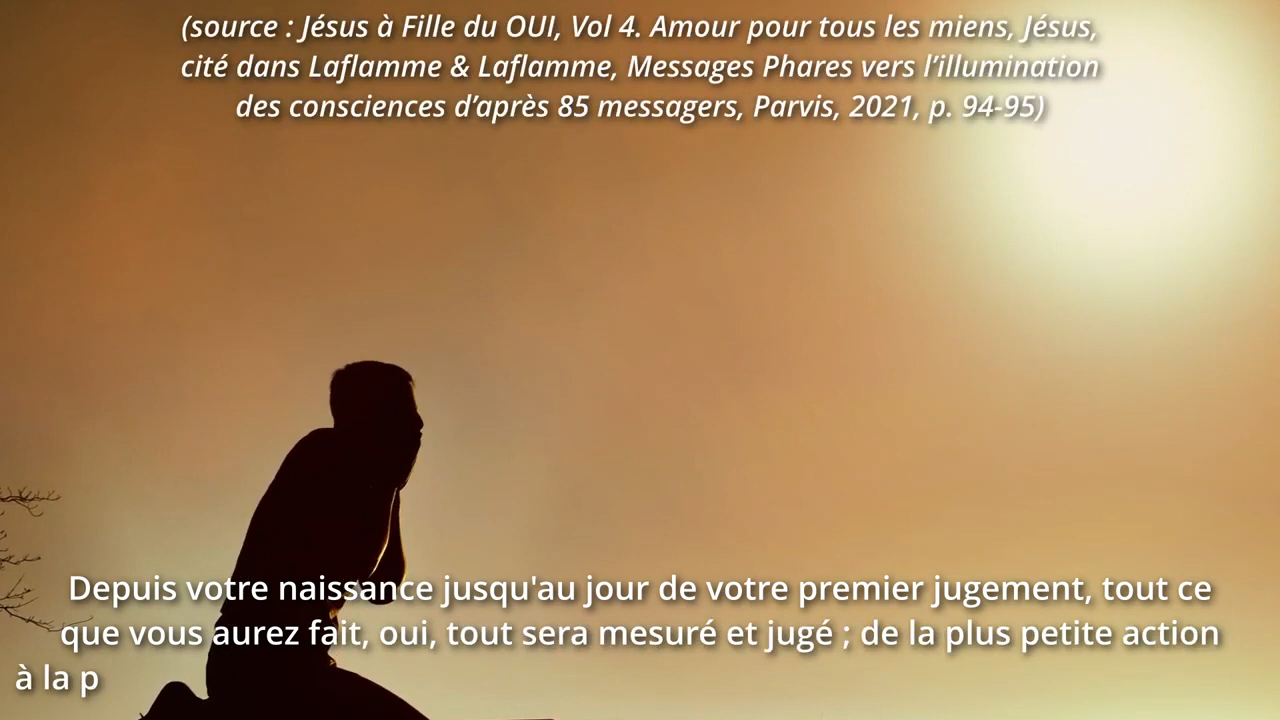 (source : Jésus à Fille du OUI, Vol 4. Amour pour tous les miens, Jésus,
cité dans Laflamme & Laflamme, Messages Phares vers l’illumination
des consciences d’après 85 messagers, Parvis, 2021, p. 94-95)
Depuis votre naissance jusqu'au jour de votre premier jugement, tout ce
que vous aurez fait, oui, tout sera mesuré et jugé ; de la plus petite action
à la p